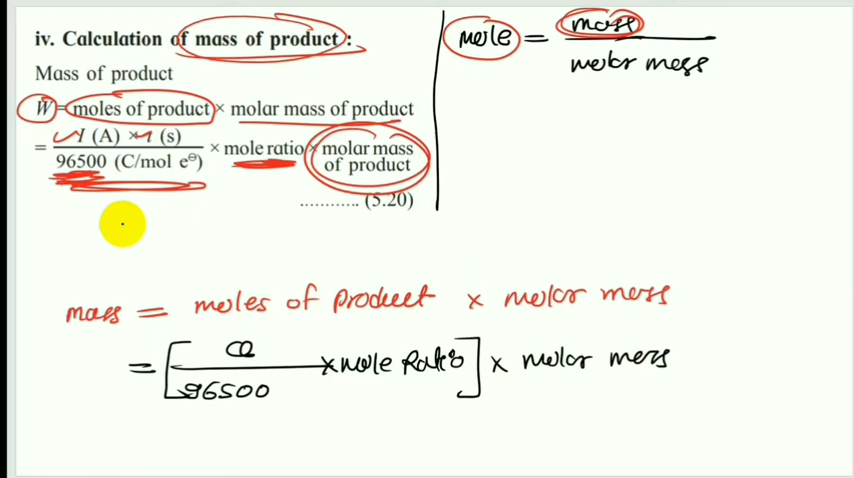 iv. Calculation of mass of product :
Mass of product
W = moles of product × molar mass of product
= I (A) × t (s) / 96500 (C/mol e⊖) × mole ratio × molar mass of product
............ (5.20)
mole = mass / molar mass
mass = moles of product × molar mass
= [Q / 96500 × mole Ratio] × molar mass